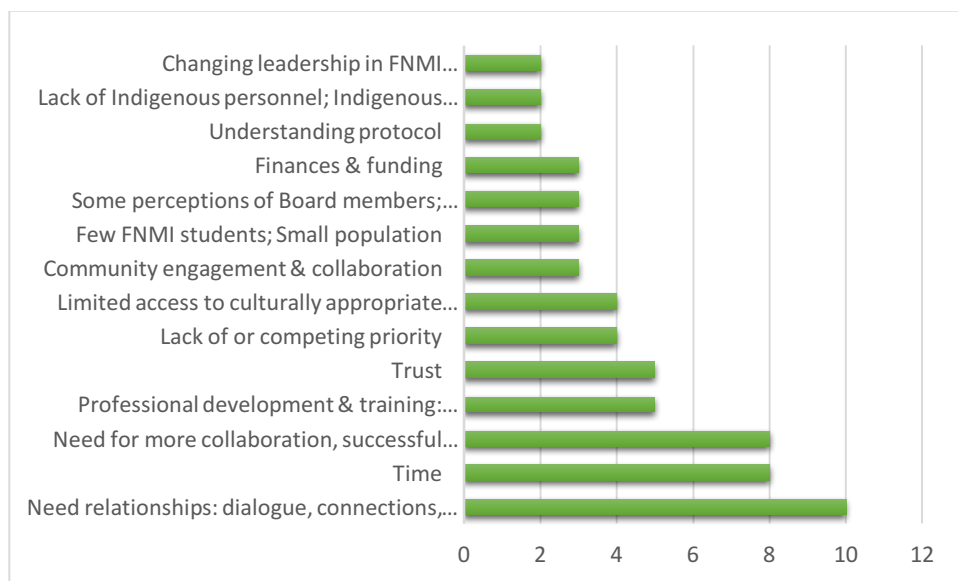 Changing leadership in FNMI...
Lack of Indigenous personnel; Indigenous...
Understanding protocol
Finances & funding
Some perceptions of Board members;...
Few FNMI students; Small population
Community engagement & collaboration
Limited access to culturally appropriate...
Lack of or competing priority
Trust
Professional development & training:...
Need for more collaboration, successful...
Time
Need relationships: dialogue, connections,...
0 2 4 6 8 10 12